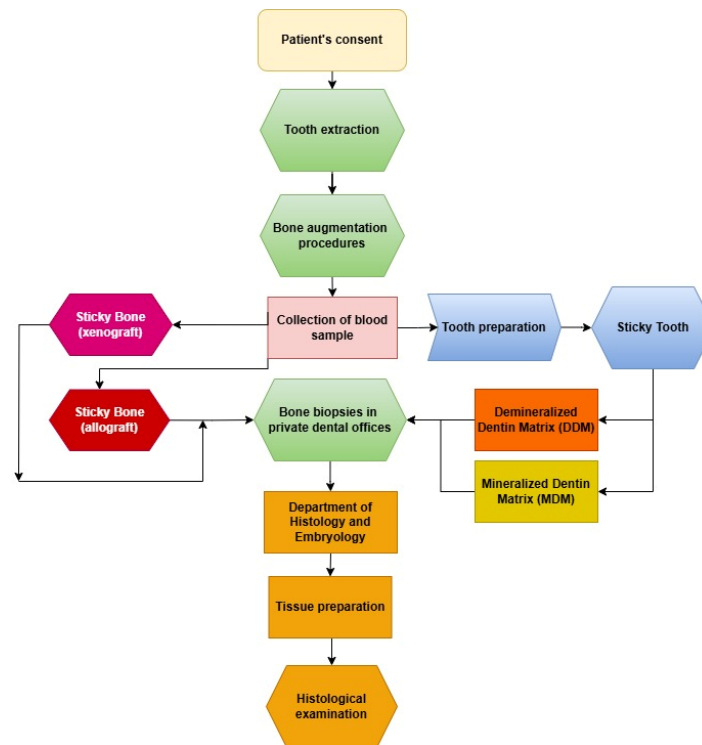 Patient's consent
Tooth extraction
Bone augmentation
procedures
Sticky Bone
(xenograft)
Collection of blood
sample
Tooth preparation
Sticky Tooth
Sticky Bone
(allograft)
Bone biopsies in
private dental offices
Demineralized
Dentin Matrix (DDM)
Mineralized Dentin
Matrix (MDM)
Department of
Histology and
Embryology
Tissue preparation
Histological
examination